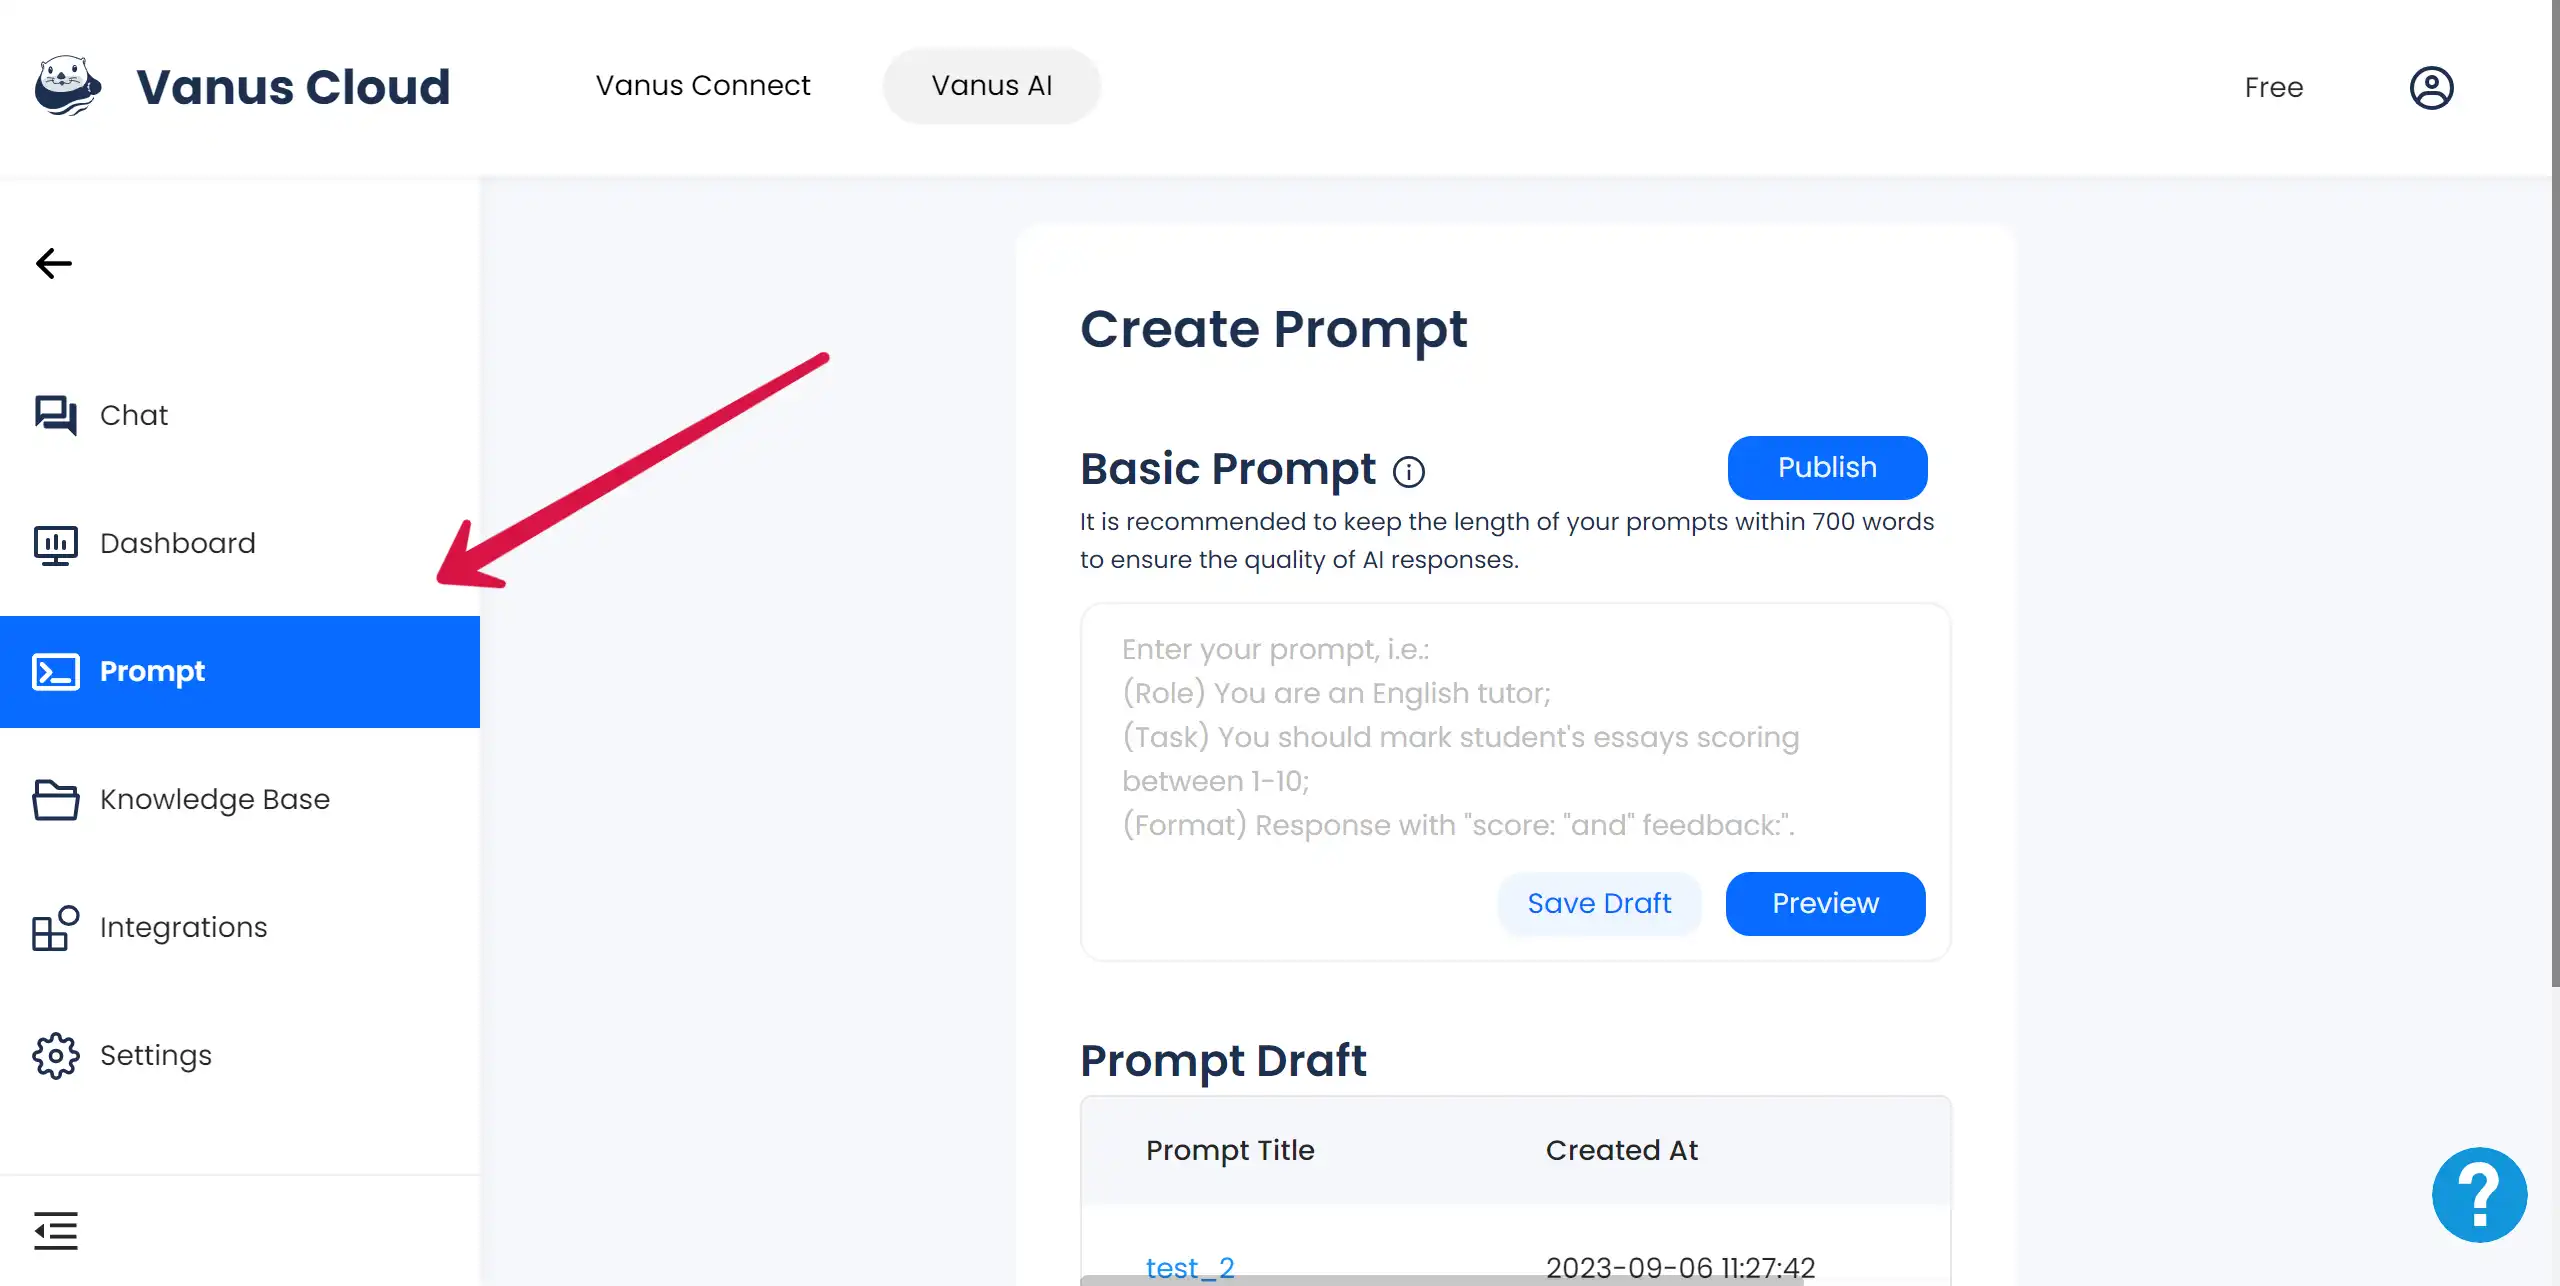 Vanus Cloud
Vanus Connect
Vanus AI
Free
Chat
Dashboard
Prompt
Knowledge Base
Integrations
Settings
Create Prompt
Basic Prompt
Publish
It is recommended to keep the length of your prompts within 700 words
to ensure the quality of AI responses.
Enter your prompt, i.e.:
(Role) You are an English tutor;
(Task) You should mark student's essays scoring
between 1-10;
(Format) Response with "score: "and" feedback:".
Save Draft
Preview
Prompt Draft
Prompt Title
Created At
test_2
2023-09-06 11:27:42